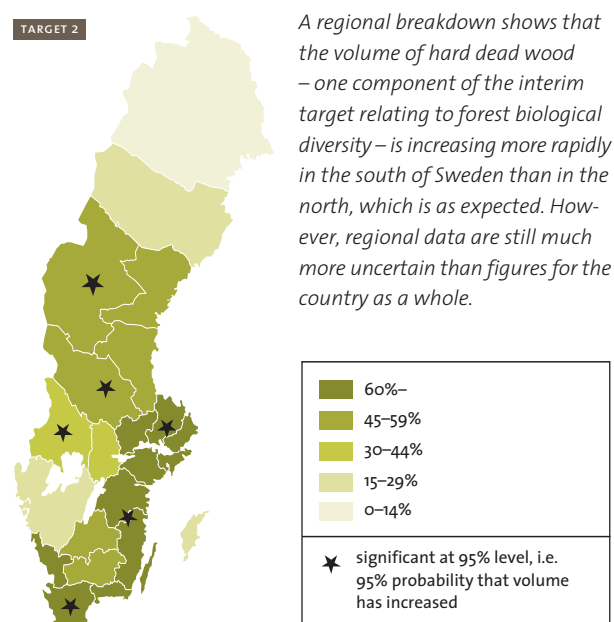 TARGET 2
A regional breakdown shows that
the volume of hard dead wood
– one component of the interim
target relating to forest biological
diversity – is increasing more rapidly
in the south of Sweden than in the
north, which is as expected. How-
ever, regional data are still much
more uncertain than figures for the
country as a whole.
60%–
45–59%
30–44%
15–29%
0–14%
significant at 95% level, i.e.
95% probability that volume
has increased